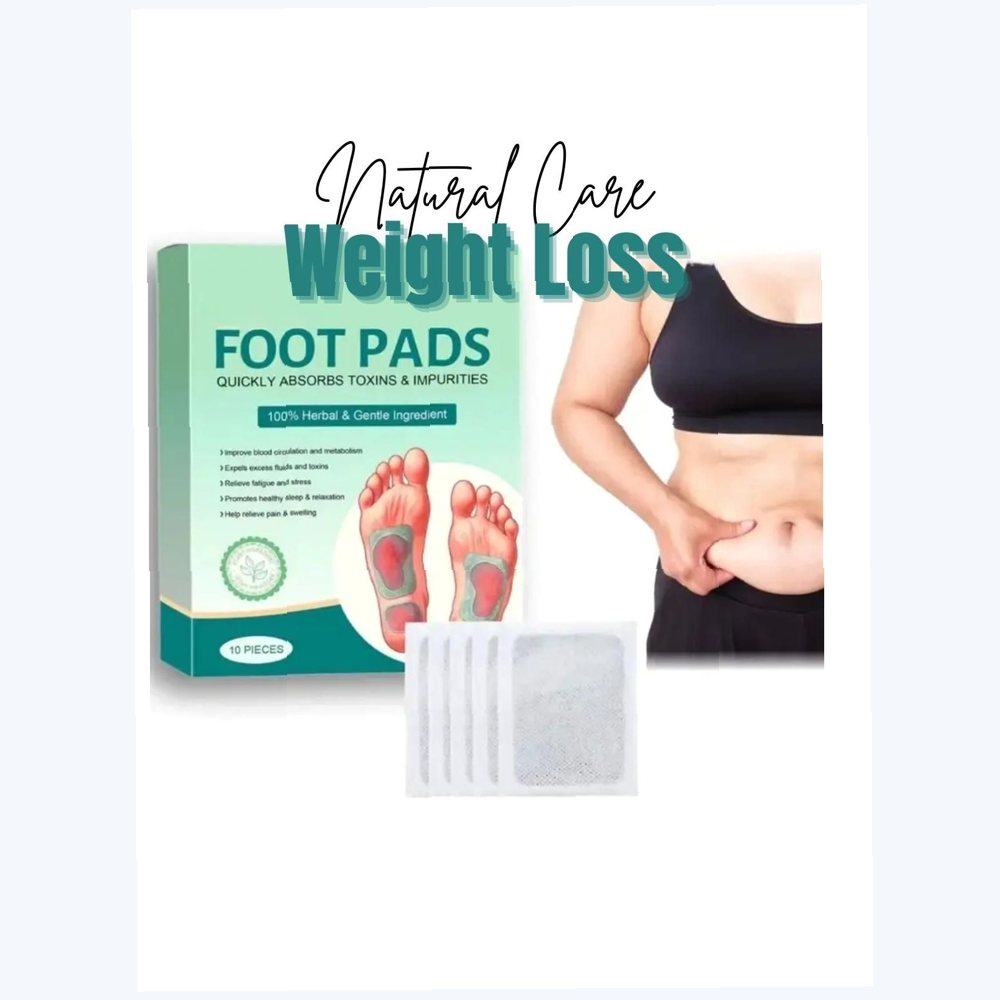 Natural Care
Weight Loss
FOOT PADS
QUICKLY ABSORBS TOXINS & IMPURITIES
100% Herbal & Gentle Ingredient
Improve blood circulation and metabolism
Expels excess fluids and toxins
Relieve fatigue and stress
Promotes healthy sleep & relaxation
Help relieve pain & swelling
10 PIECES